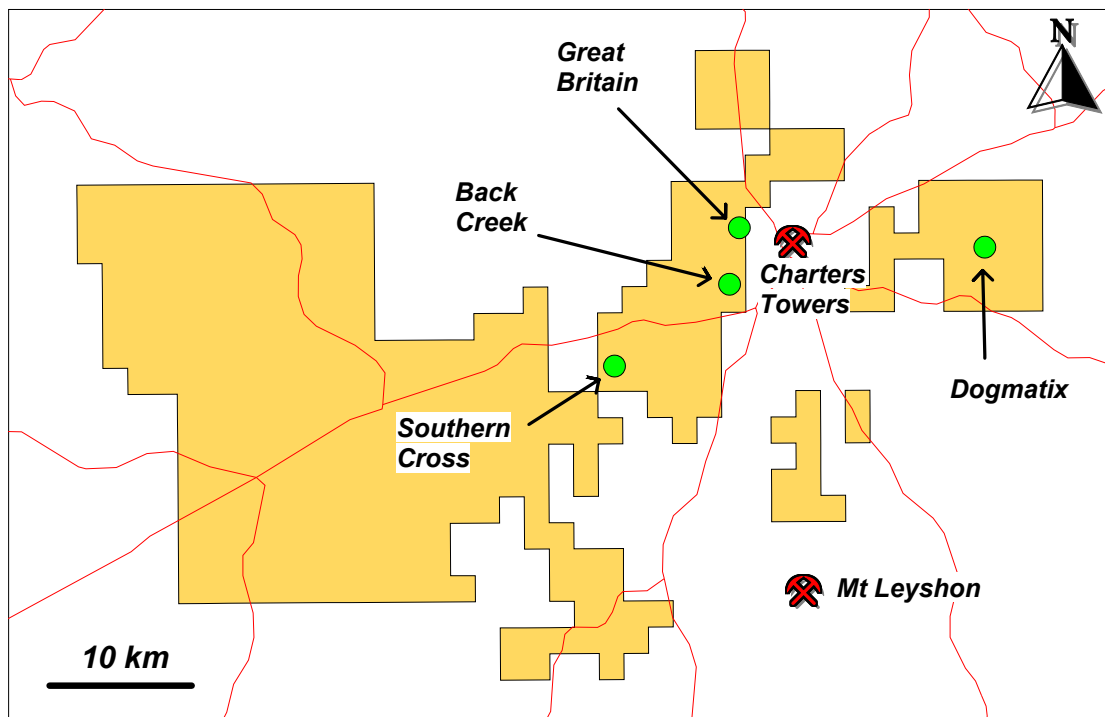 N
Great
Britain
Back
Creek
Charters
Towers
Dogmatix
Southern
Cross
Mt Leyshon
10 km